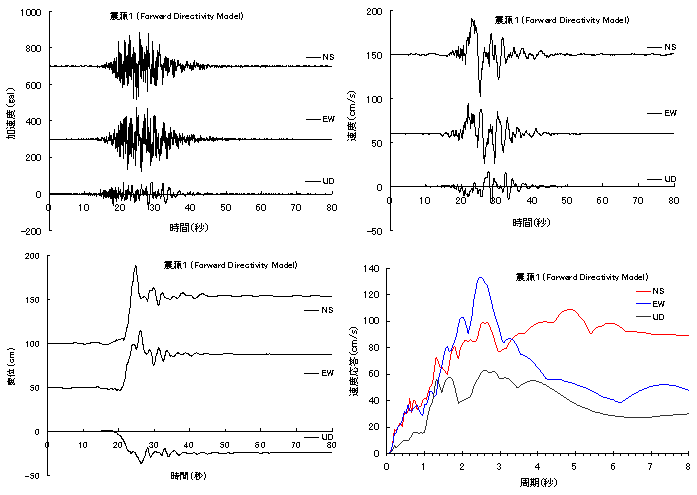 震源1 (Forward Directivity Model)
1000
800
600
400
200
0
-200
加速度(gal)
NS
EW
UD
0 10 20 30 40 50 60 70 80
時間(秒)
震源1 (Forward Directivity Model)
200
150
100
50
0
-50
速度(cm/s)
NS
EW
UD
0 10 20 30 40 50 60 70 80
時間(秒)
震源1 (Forward Directivity Model)
200
150
100
50
0
-50
変位(cm)
NS
EW
UD
0 10 20 30 40 50 60 70 80
時間(秒)
震源1 (Forward Directivity Model)
140
120
100
80
60
40
20
0
速度応答(cm/s)
NS
EW
UD
0 1 2 3 4 5 6 7 8
周期(秒)